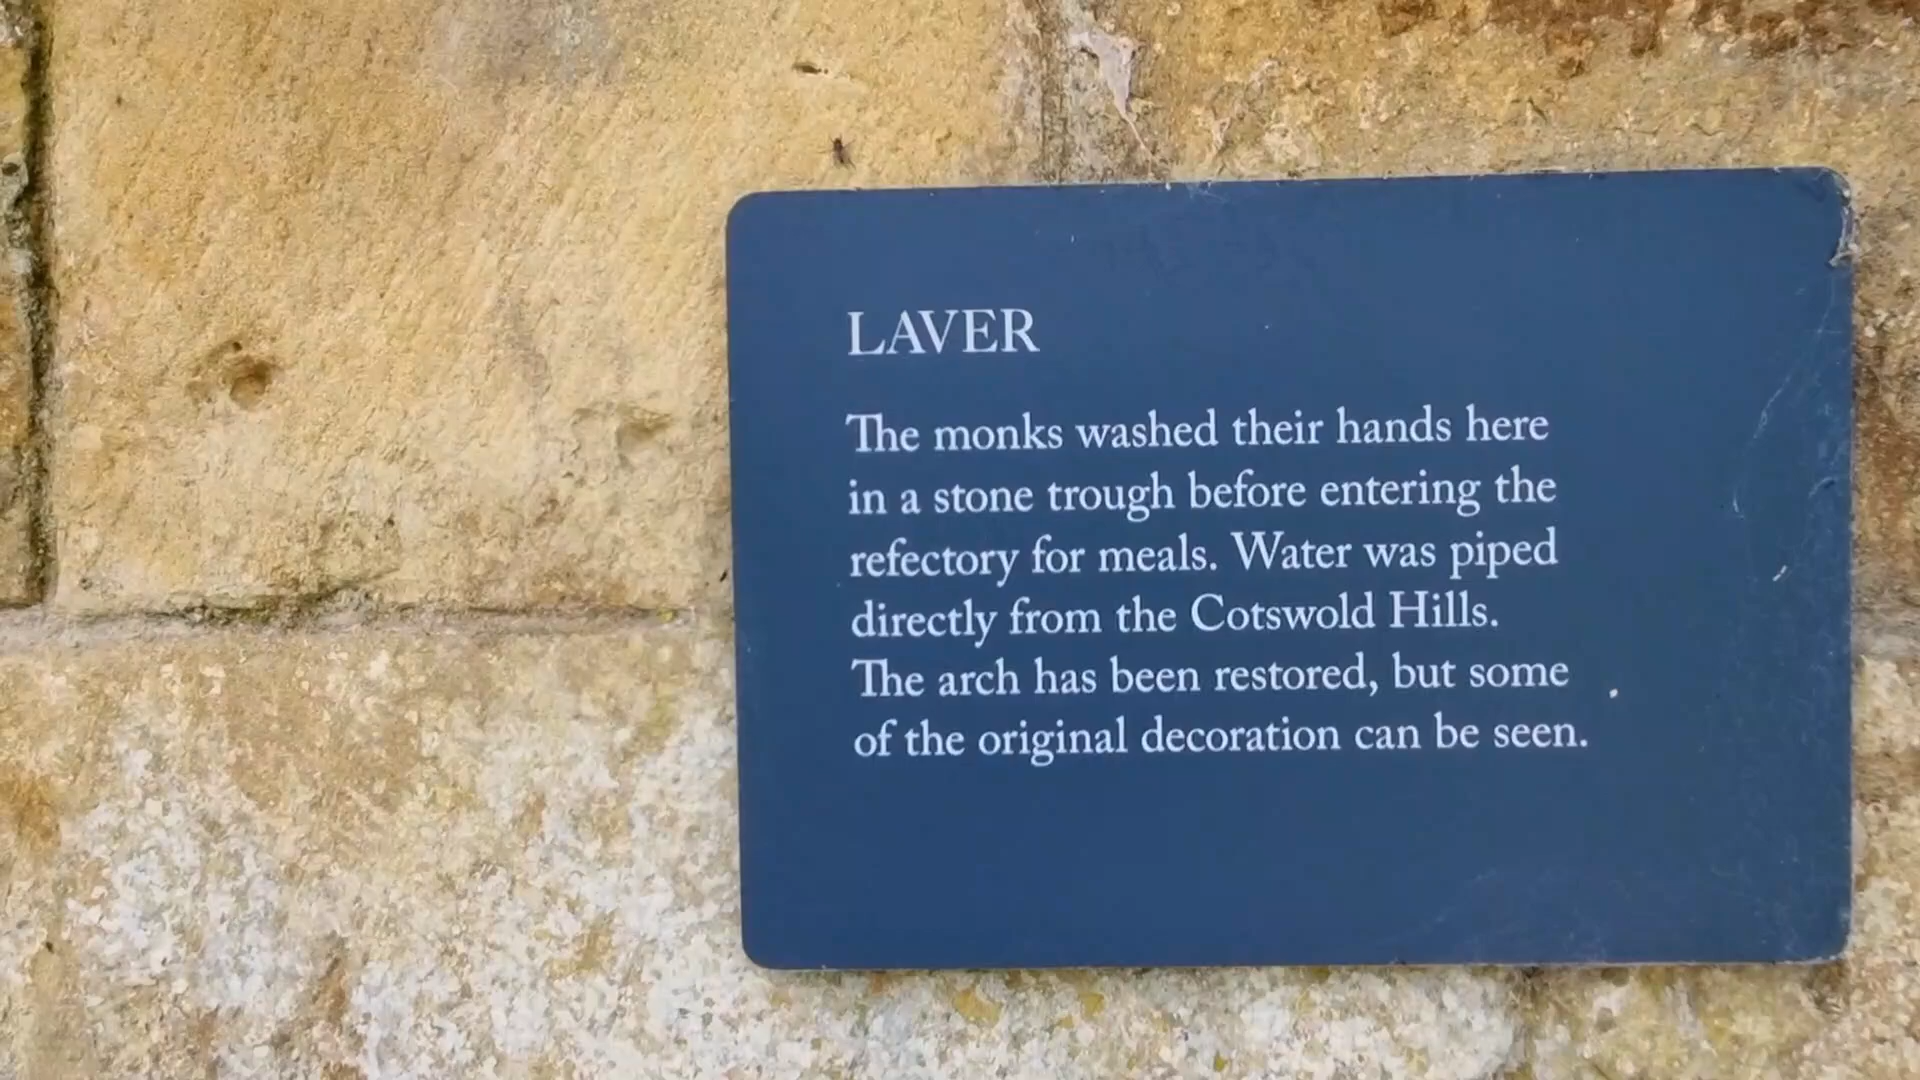 LAVER
The monks washed their hands here
in a stone trough before entering the
refectory for meals. Water was piped
directly from the Cotswold Hills.
The arch has been restored, but some
of the original decoration can be seen.